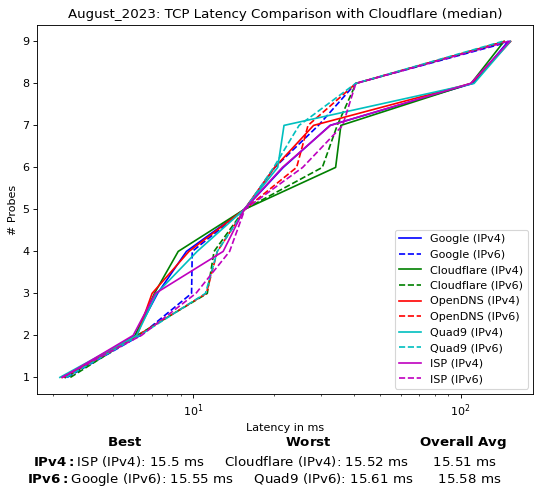 August_2023: TCP Latency Comparison with Cloudflare (median)
9
8
7
6
5
4
3
2
1
# Probes
Google (IPv4)
Google (IPv6)
Cloudflare (IPv4)
Cloudflare (IPv6)
OpenDNS (IPv4)
OpenDNS (IPv6)
Quad9 (IPv4)
Quad9 (IPv6)
ISP (IPv4)
ISP (IPv6)
10¹ 10²
Latency in ms
Best Worst Overall Avg
IPv4: ISP (IPv4): 15.5 ms Cloudflare (IPv4): 15.52 ms 15.51 ms
IPv6: Google (IPv6): 15.55 ms Quad9 (IPv6): 15.61 ms 15.58 ms